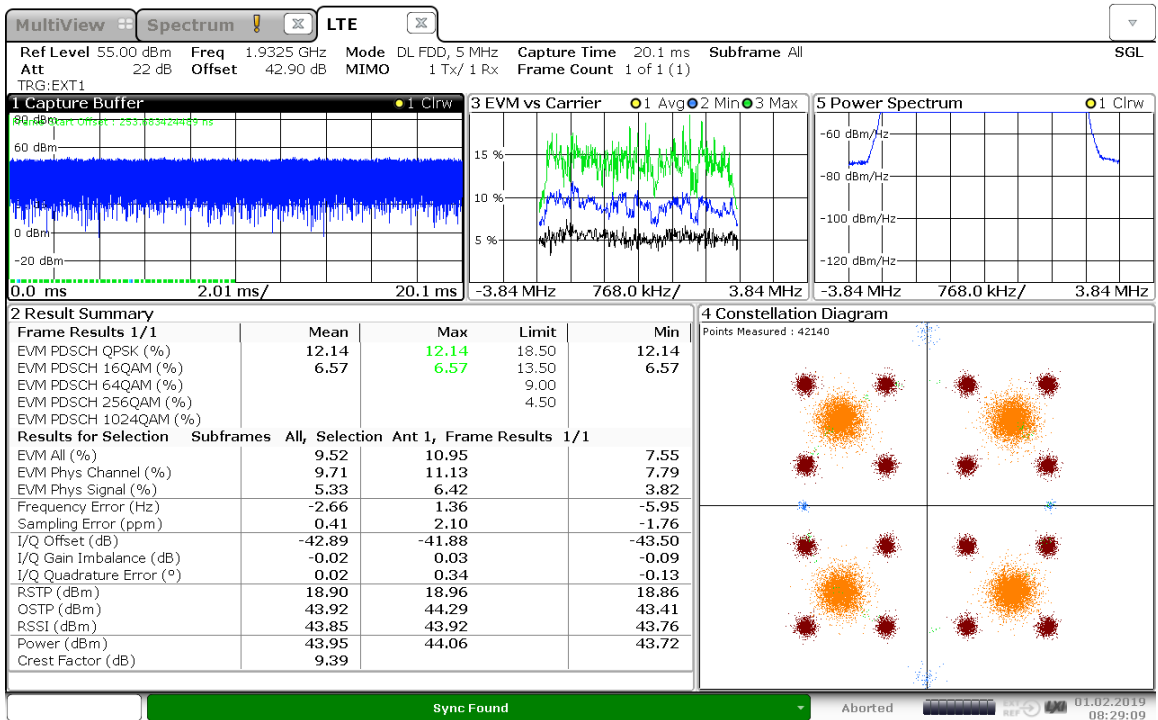 MultiView Spectrum LTE
Ref Level 55.00 dBm Freq 1.9325 GHz Mode DL FDD, 5 MHz Capture Time 20.1 ms Subframe All SGL
Att 22 dB Offset 42.90 dB MIMO 1 Tx/ 1 Rx Frame Count 1 of 1 (1)
TRG:EXT1
1 Capture Buffer 1 Clrw
80 dBm
Frame Start Offset : 253.683424469 ns
60 dBm
0 dBm
-20 dBm
0.0 ms 2.01 ms/ 20.1 ms
3 EVM vs Carrier 1 Avg 2 Min 3 Max
15 %
10 %
5 %
-3.84 MHz 768.0 kHz/ 3.84 MHz
5 Power Spectrum 1 Clrw
-60 dBm/Hz
-80 dBm/Hz
-100 dBm/Hz
-120 dBm/Hz
-3.84 MHz 768.0 kHz/ 3.84 MHz
2 Result Summary
Frame Results 1/1 Mean Max Limit Min
EVM PDSCH QPSK (%) 12.14 12.14 18.50 12.14
EVM PDSCH 16QAM (%) 6.57 6.57 13.50 6.57
EVM PDSCH 64QAM (%) 9.00
EVM PDSCH 256QAM (%) 4.50
EVM PDSCH 1024QAM (%)
Results for Selection Subframes All, Selection Ant 1, Frame Results 1/1
EVM All (%) 9.52 10.95 7.55
EVM Phys Channel (%) 9.71 11.13 7.79
EVM Phys Signal (%) 5.33 6.42 3.82
Frequency Error (Hz) -2.66 1.36 -5.95
Sampling Error (ppm) 0.41 2.10 -1.76
I/Q Offset (dB) -42.89 -41.88 -43.50
I/Q Gain Imbalance (dB) -0.02 0.03 -0.09
I/Q Quadrature Error (°) 0.02 0.34 -0.13
RSTP (dBm) 18.90 18.96 18.86
OSTP (dBm) 43.92 44.29 43.41
RSSI (dBm) 43.85 43.92 43.76
Power (dBm) 43.95 44.06 43.72
Crest Factor (dB) 9.39
4 Constellation Diagram
Points Measured : 42140
Sync Found
Aborted
EXT
REF
LXI
01.02.2019
08:29:09